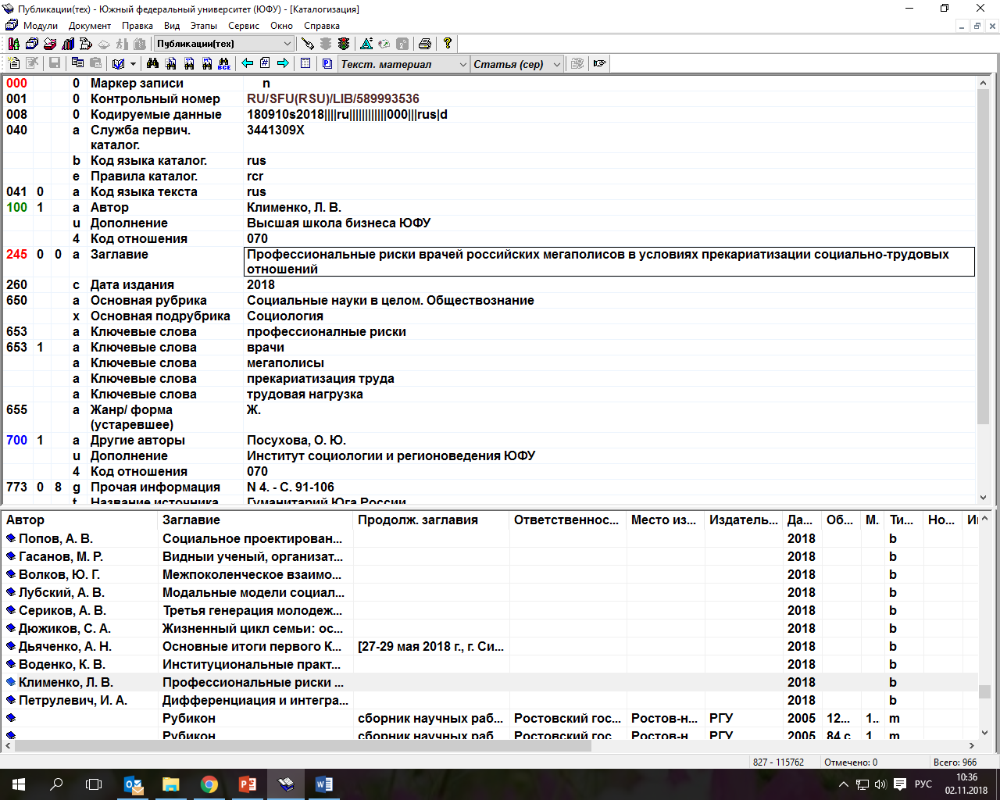 Публикации(тех) - Южный федеральный университет (ЮФУ) - [Каталогизация]
Модули Документ Правка Вид Этапы Сервис Окно Справка
Публикации(тех)
Текст. материал Статья (сер)
000 0 Маркер записи n
001 0 Контрольный номер RU/SFU(RSU)/LIB/589993536
008 0 Кодируемые данные 180910s2018||||ru||||||||||||000|||rus|d
040 a Служба первич. 3441309X
каталог.
b Код языка каталог. rus
e Правила каталог. rcr
041 0 a Код языка текста rus
100 1 a Автор Клименко, Л. В.
u Дополнение Высшая школа бизнеса ЮФУ
4 Код отношения 070
245 0 0 a Заглавие Профессиональные риски врачей российских мегаполисов в условиях прекариатизации социально-трудовых
отношений
260 c Дата издания 2018
650 a Основная рубрика Социальные науки в целом. Обществознание
x Основная подрубрика Социология
653 a Ключевые слова професcионалные риски
653 1 a Ключевые слова врачи
a Ключевые слова мегаполисы
a Ключевые слова прекариатизация труда
a Ключевые слова трудовая нагрузка
655 a Жанр/ форма Ж.
(устаревшее)
700 1 a Другие авторы Посухова, О. Ю.
u Дополнение Институт социологии и регионоведения ЮФУ
4 Код отношения 070
773 0 8 g Прочая информация N 4. - С. 91-106
t Название источника Гуманитарий Юга России
Автор Заглавие Продолж. заглавия Ответственнос... Место из... Издатель... Да... Об... М. Ти... Но...
Попов, А. В. Социальное проектирован... 2018 b
Гасанов, М. Р. Видныи ученый, организат... 2018 b
Волков, Ю. Г. Межпоколенческое взаимо... 2018 b
Лубский, А. В. Модальные модели социал... 2018 b
Сериков, А. В. Третья генерация молодеж... 2018 b
Дюжиков, С. А. Жизненный цикл семьи: ос... 2018 b
Дьяченко, А. Н. Основные итоги первого К... [27-29 мая 2018 г., г. Си... 2018 b
Воденко, К. В. Институциональные практ... 2018 b
Клименко, Л. В. Профессиональные риски ... 2018 b
Петрулевич, И. А. Дифференциация и интегра... 2018 b
Рубикон сборник научных раб... Ростовский гос... Ростов-н... РГУ 2005 12... 1.. m
Рубикон сборник научных раб Ростовский гос Ростов-н РГУ 2005 84 с 1 m
827 - 115762 Отмечено: 0 Всего: 966
РУС 10:36
02.11.2018